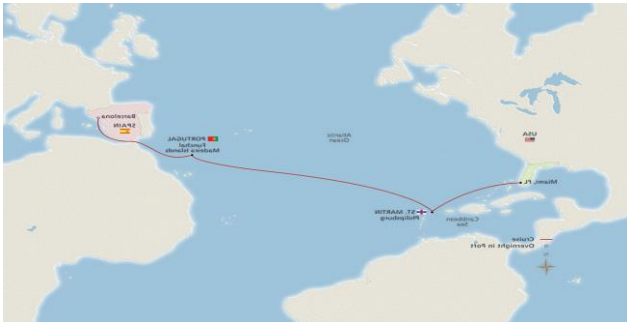 Barcelona
SPAIN
PORTUGAL
Funchal
Madeira Islands
Atlantic
Ocean
USA
Miami, FL
ST. MARTIN
Philipsburg
Caribbean
Sea
Cruise
Overnight in Port